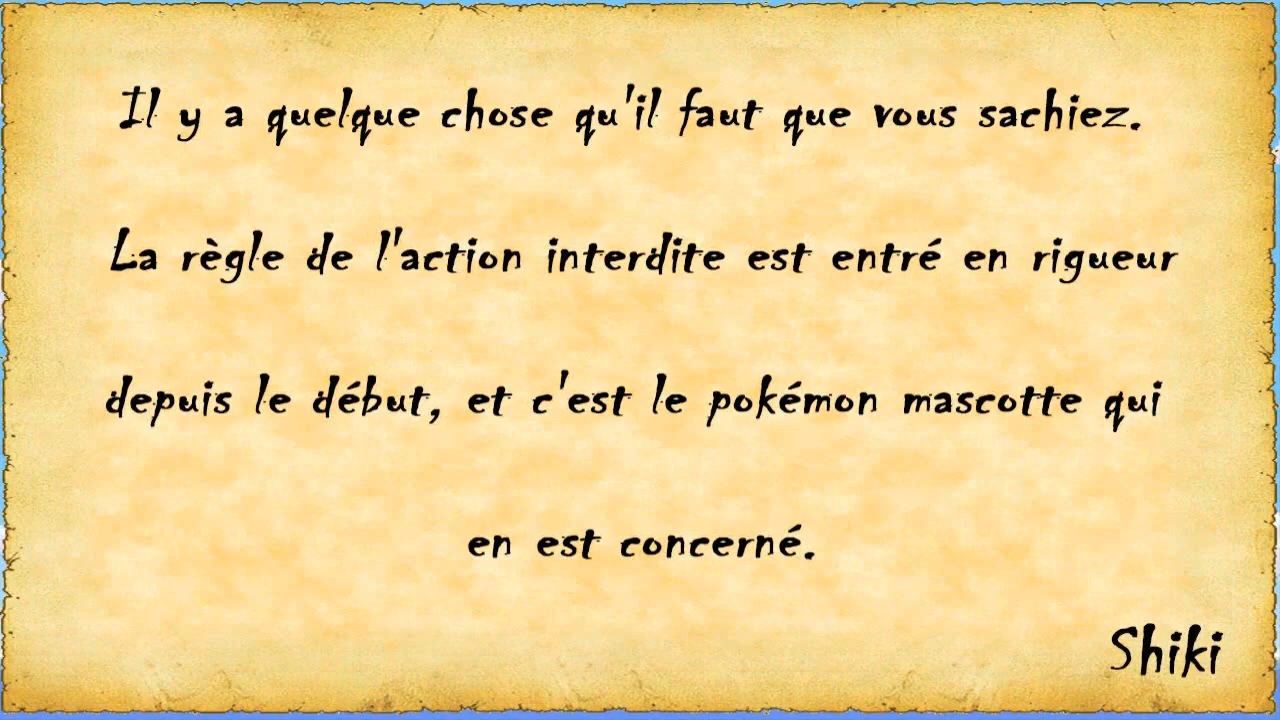 Il y a quelque chose qu'il faut que vous sachiez.
La règle de l'action interdite est entré en rigueur
depuis le début, et c'est le pokémon mascotte qui
en est concerné.
Shiki